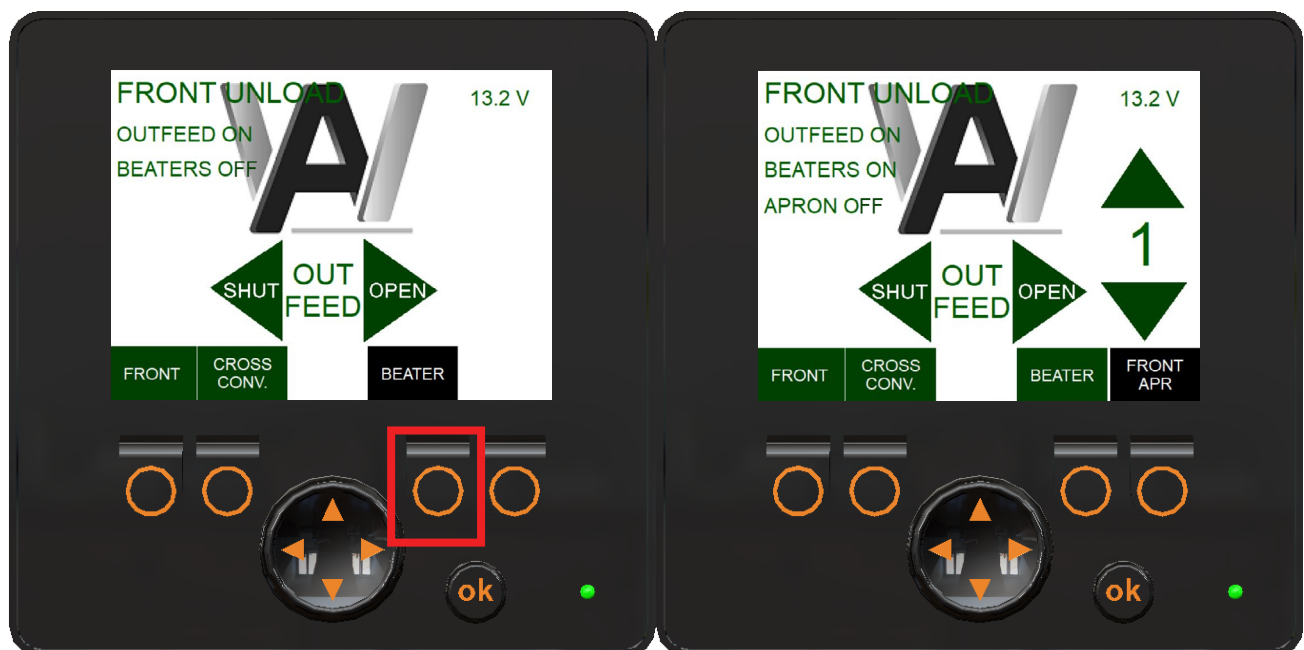 FRONT UNLOAD
13.2 V
OUTFEED ON
BEATERS OFF
SHUT
OUT
FEED
OPEN
FRONT
CROSS
CONV.
BEATER
ok
FRONT UNLOAD
13.2 V
OUTFEED ON
BEATERS ON
APRON OFF
1
SHUT
OUT
FEED
OPEN
FRONT
CROSS
CONV.
BEATER
FRONT
APR
ok